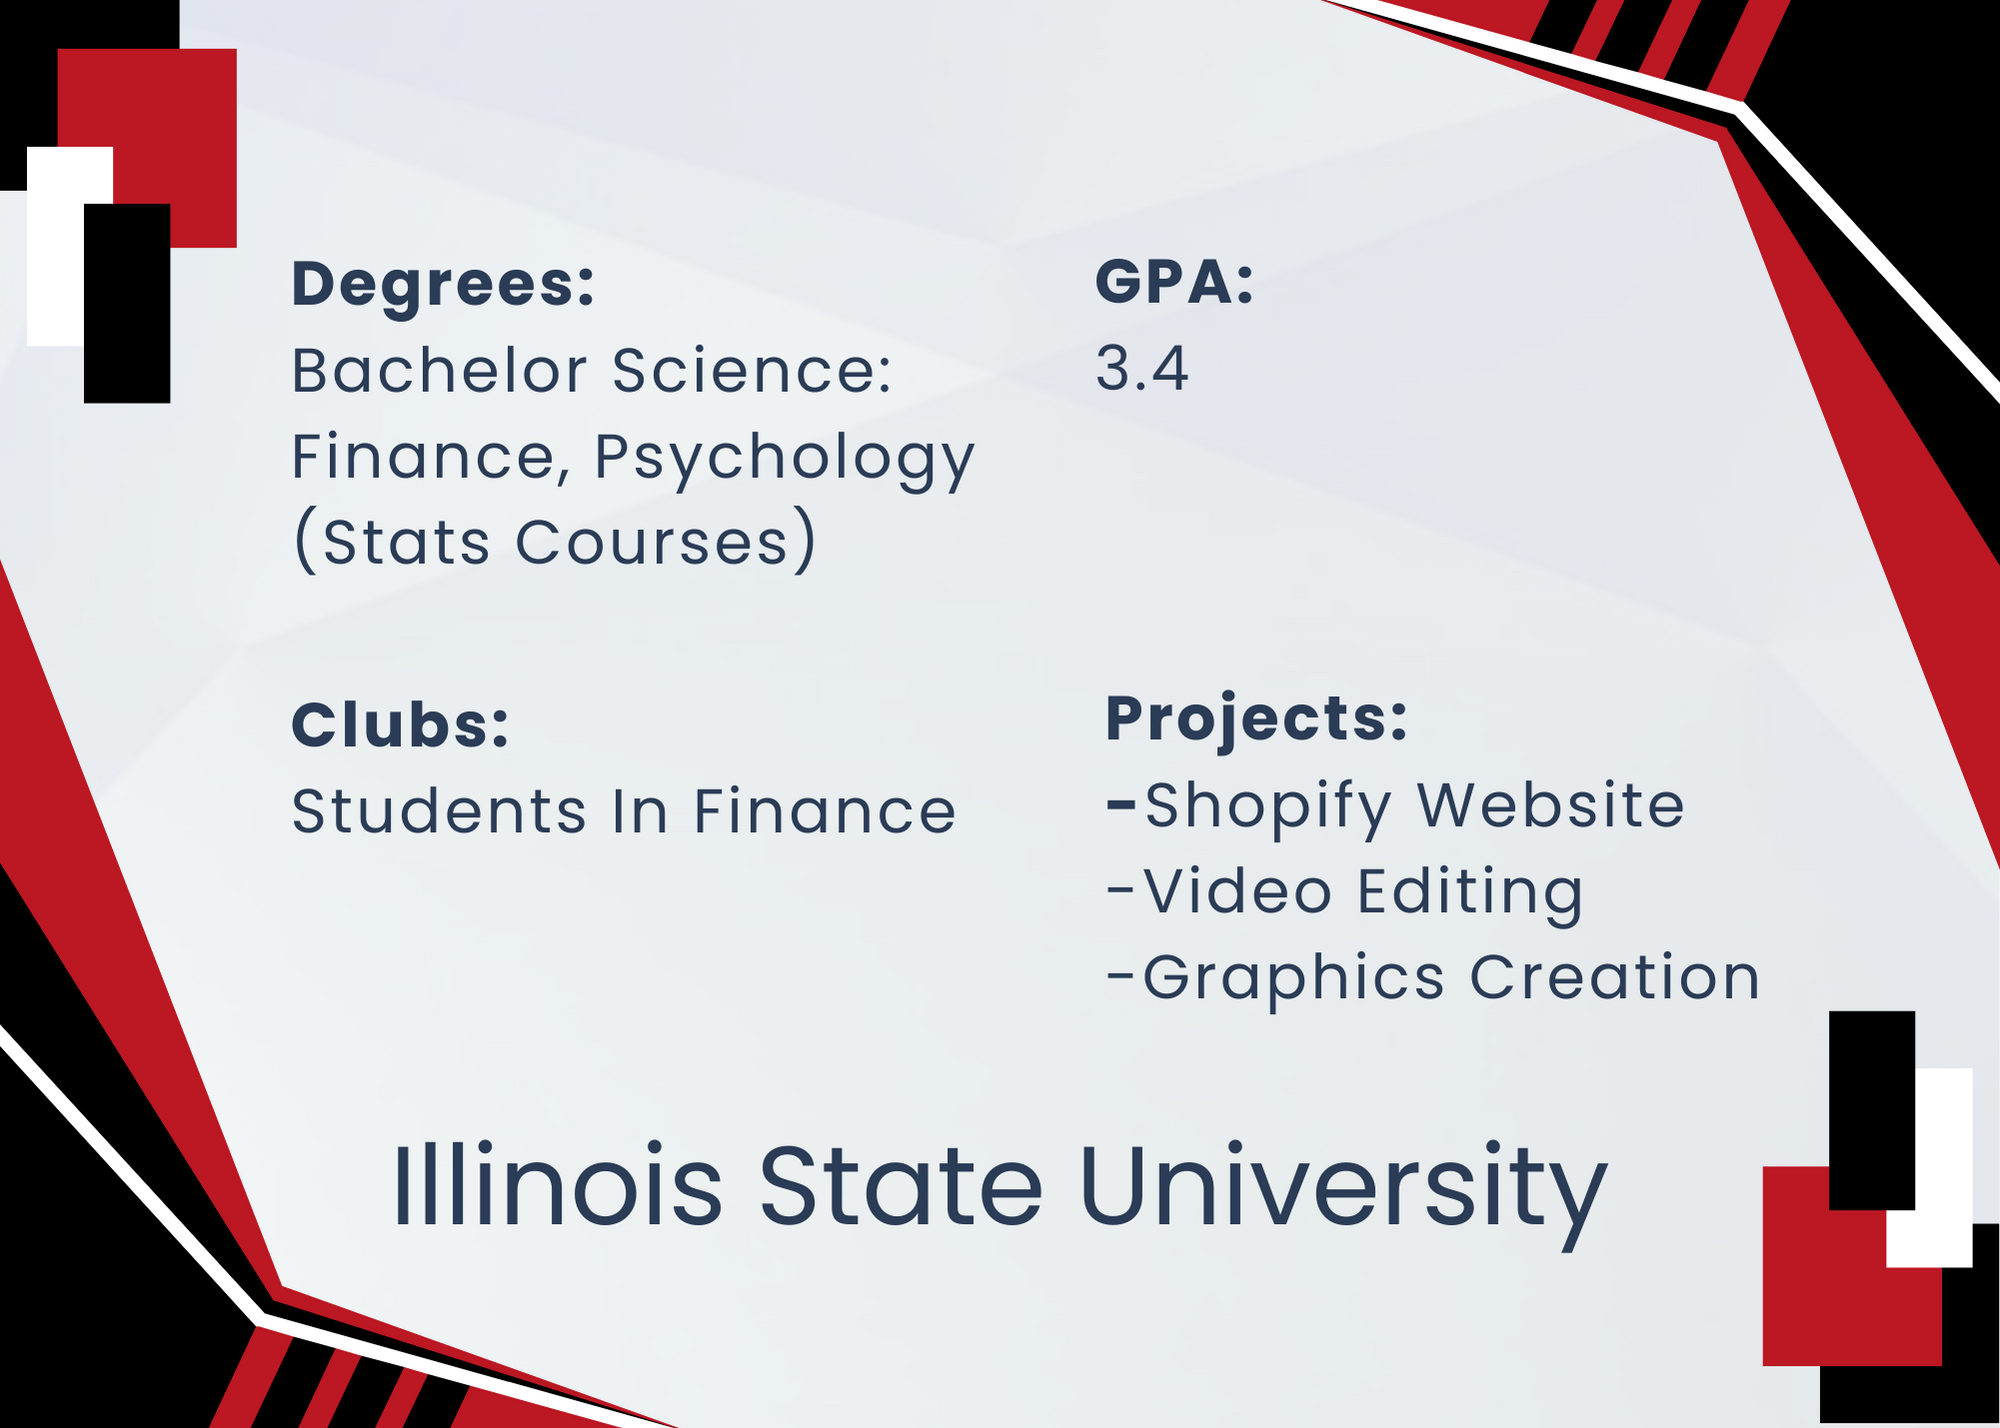 Degrees:
Bachelor Science:
Finance, Psychology
(Stats Courses)
GPA:
3.4
Clubs:
Students In Finance
Projects:
-Shopify Website
-Video Editing
-Graphics Creation
Illinois State University